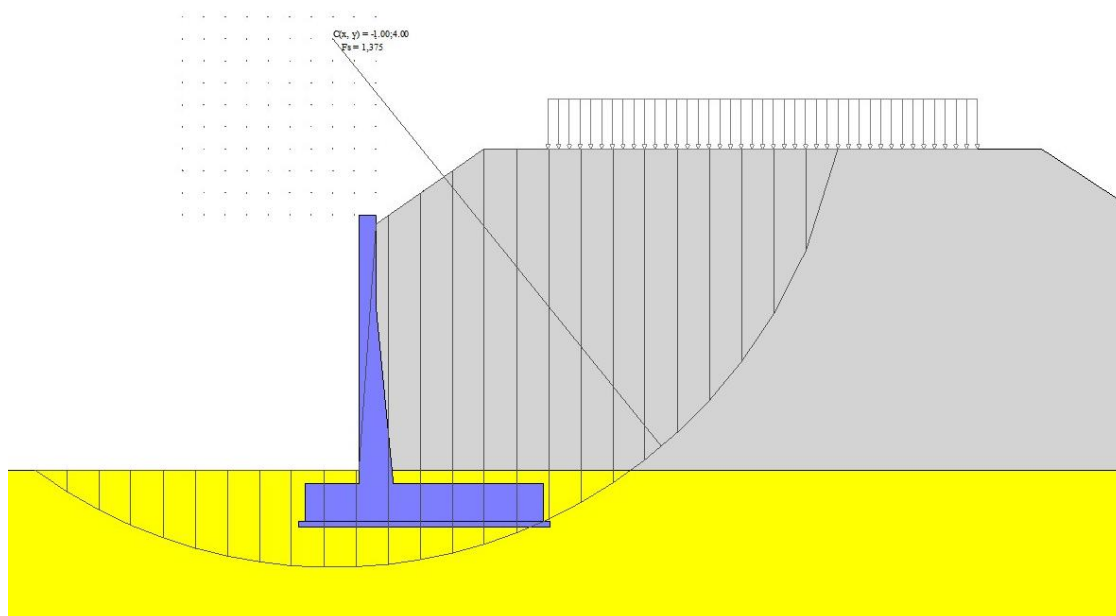 C(x, y) = -1.00;4.00
Fs = 1,375